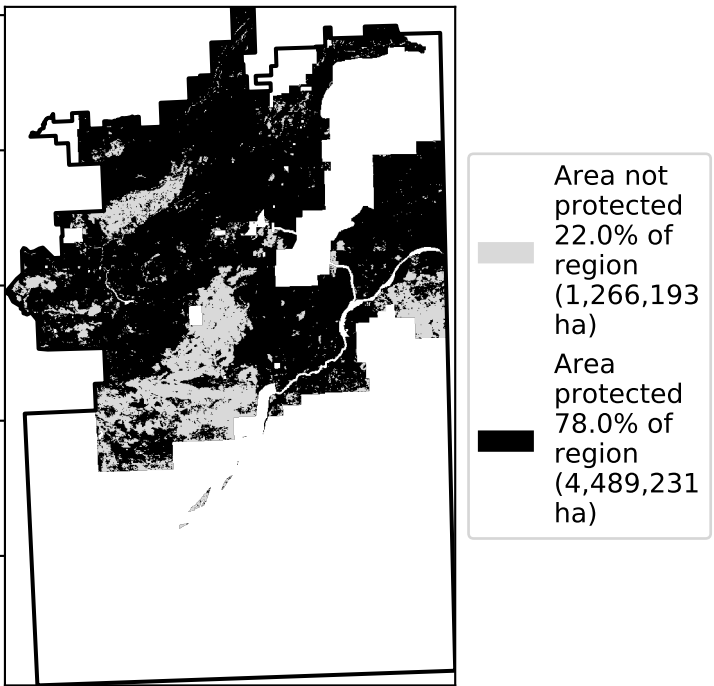 Area not
protected
22.0% of
region
(1,266,193
ha)
Area
protected
78.0% of
region
(4,489,231
ha)